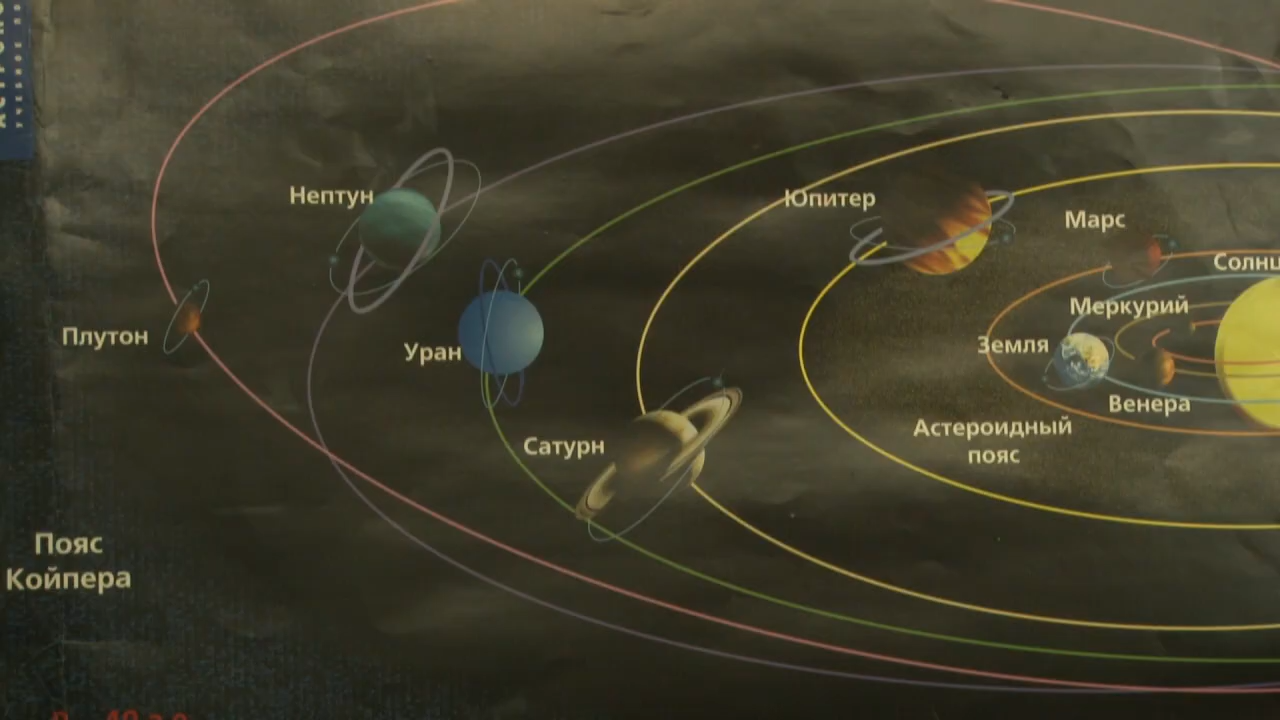 Нептун
Юпитер
Марс
Солнц
Меркурий
Плутон
Уран
Земля
Венера
Сатурн
Астероидный
пояс
Пояс
Койпера